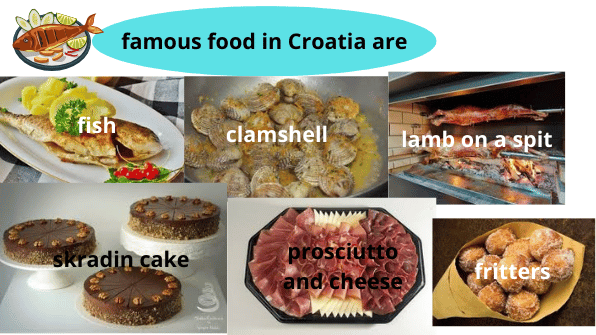 famous food in Croatia are
fish
clamshell
lamb on a spit
skradin cake
prosciutto
and cheese
fritters